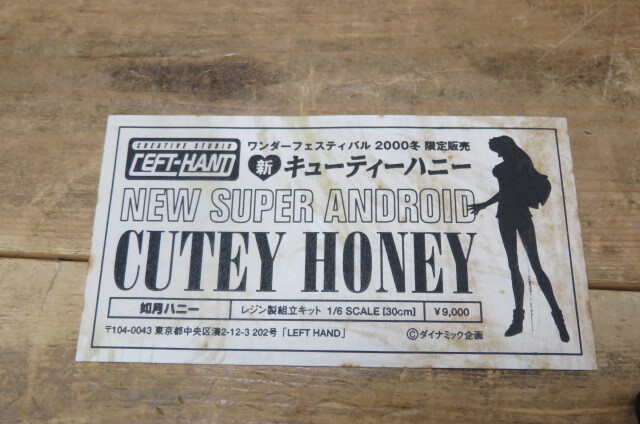 CREATIVE STUDIO
LEFT-HAND
ワンダーフェスティバル 2000冬 限定販売
新 キューティーハニー
NEW SUPER ANDROID
CUTEY HONEY
如月ハニー レジン製組立キット 1/6 SCALE [30cm] ¥9,000
〒104-0043 東京都中央区湊2-12-3 202号「LEFT HAND」 ©ダイナミック企画